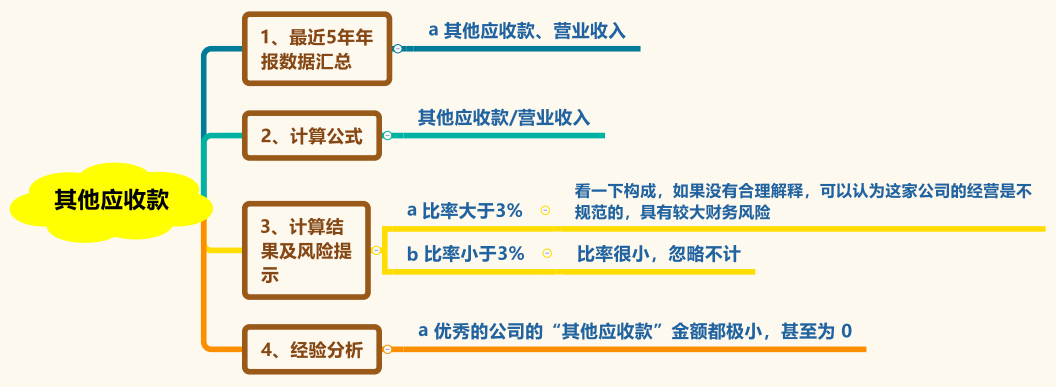 其他应收款
1、最近5年年
报数据汇总
a 其他应收款、营业收入
2、计算公式
其他应收款/营业收入
3、计算结
果及风险提
示
a 比率大于3%
看一下构成，如果没有合理解释，可以认为这家公司的经营是不
规范的，具有较大财务风险
b 比率小于3%
比率很小，忽略不计
4、经验分析
a 优秀的公司的“其他应收款”金额都极小，甚至为 0